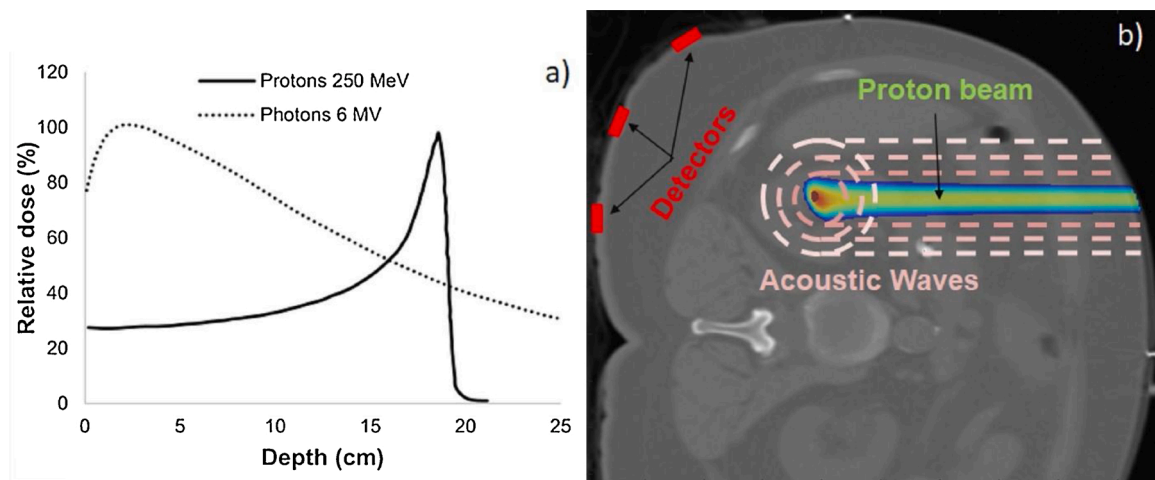 a)
Protons 250 MeV
Photons 6 MV
Relative dose (%)
120
100
80
60
40
20
0
0 5 10 15 20 25
Depth (cm)
b)
Proton beam
Detectors
Acoustic Waves